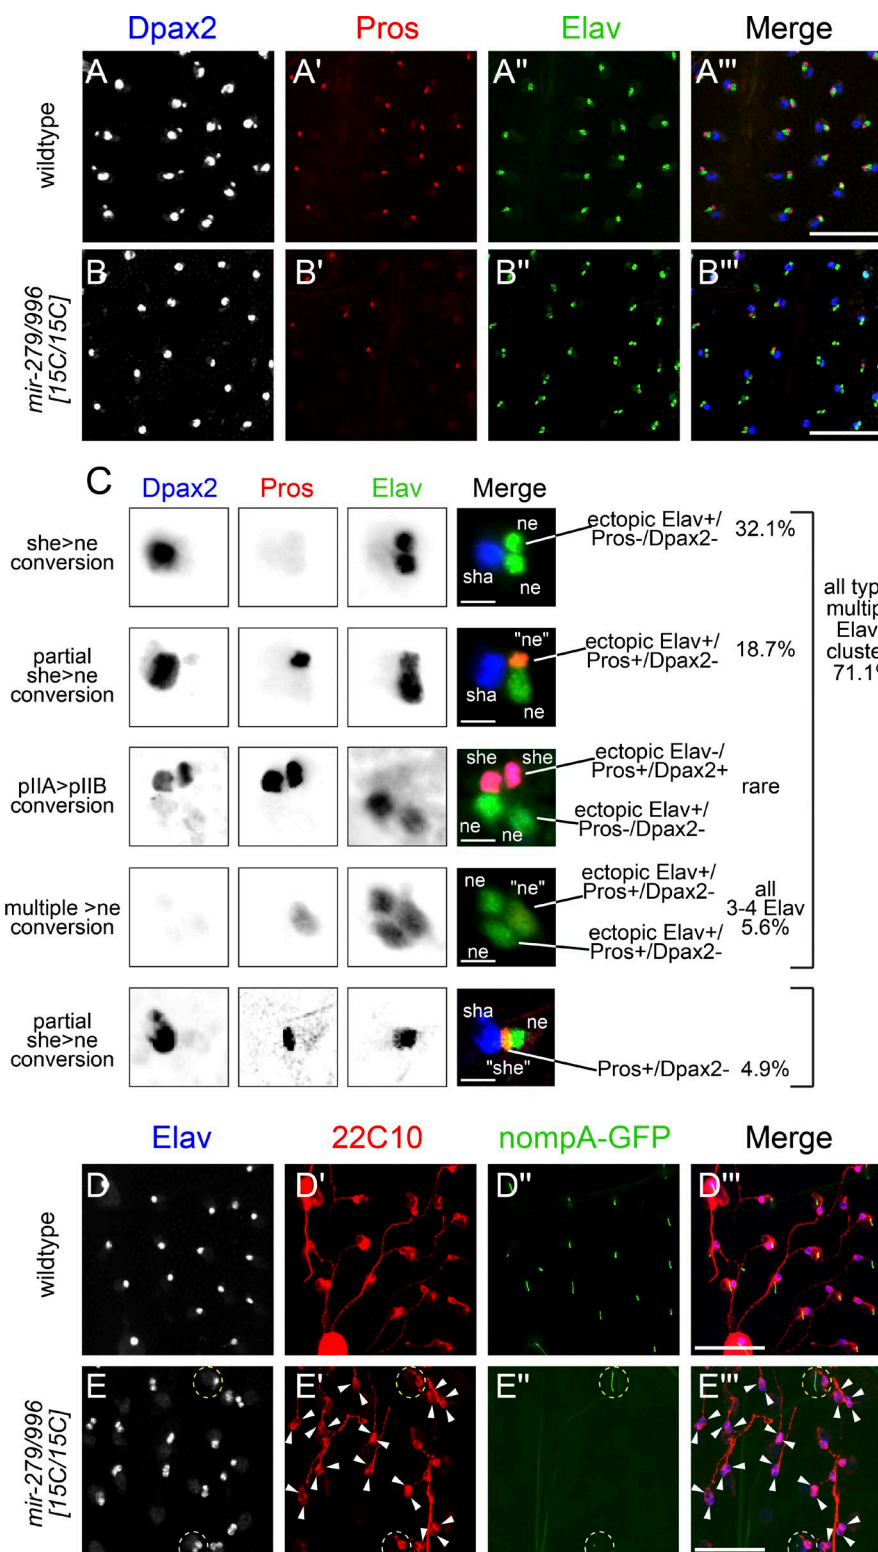 Dpax2 Pros Elav Merge
wildtype
A A' A" A'''
mir-279/996
[15C/15C]
B B' B" B'''
C
Dpax2 Pros Elav Merge
she>ne
conversion
ne
sha
ne
ectopic Elav+/
Pros-/Dpax2-
32.1%
partial
she>ne
conversion
"ne"
sha
ne
ectopic Elav+/
Pros+/Dpax2-
18.7%
pIIA>pIIB
conversion
she she
ne
ne
ectopic Elav-/
Pros+/Dpax2+
ectopic Elav+/
Pros-/Dpax2-
rare
multiple >ne
conversion
ne
"ne"
ne
ectopic Elav+/
Pros+/Dpax2-
ectopic Elav+/
Pros+/Dpax2-
all
3-4 Elav
5.6%
all
Elav
71.1
partial
she>ne
conversion
sha
ne
"she"
Pros+/Dpax2-
4.9%
Elav 22C10 nompA-GFP Merge
wildtype
D D' D" D'''
mir-279/996
[15C/15C]
E E' E" E'''